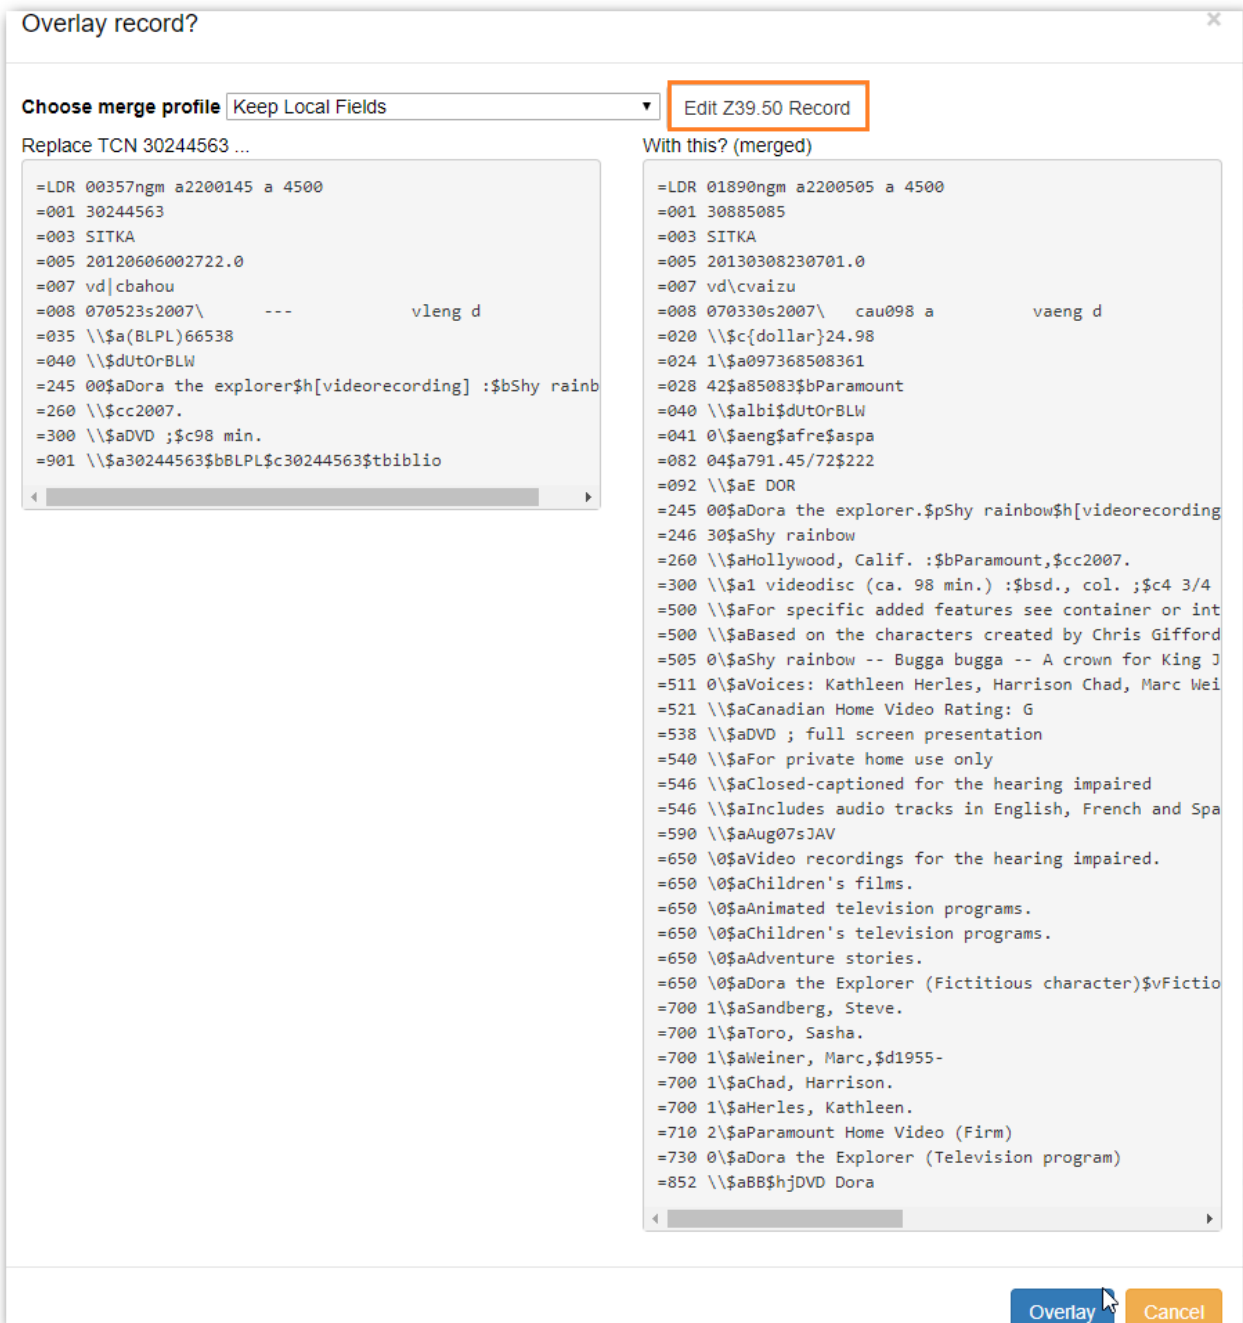 Overlay record? ×
Choose merge profile Keep Local Fields Edit Z39.50 Record
Replace TCN 30244563 ...
=LDR 00357ngm a2200145 a 4500
=001 30244563
=003 SITKA
=005 20120606002722.0
=007 vd|cbahou
=008 070523s2007\      ---            vleng d
=035 \\$a(BLPL)66538
=040 \\$dUtOrBLW
=245 00$aDora the explorer$h[videorecording] :$bShy rainb
=260 \\$cc2007.
=300 \\$aDVD ;$c98 min.
=901 \\$a30244563$bBLPL$c30244563$tbiblio
With this? (merged)
=LDR 01890ngm a2200505 a 4500
=001 30885085
=003 SITKA
=005 20130308230701.0
=007 vd\cvaizu
=008 070330s2007\   cau098 a          vaeng d
=020 \\$c{dollar}24.98
=024 1\$a097368508361
=028 42$a85083$bParamount
=040 \\$albi$dUtOrBLW
=041 0\$aeng$afre$aspa
=082 04$a791.45/72$222
=092 \\$aE DOR
=245 00$aDora the explorer.$pShy rainbow$h[videorecording
=246 30$aShy rainbow
=260 \\$aHollywood, Calif. :$bParamount,$cc2007.
=300 \\$a1 videodisc (ca. 98 min.) :$bsd., col. ;$c4 3/4
=500 \\$aFor specific added features see container or int
=500 \\$aBased on the characters created by Chris Gifford
=505 0\$aShy rainbow -- Bugga bugga -- A crown for King J
=511 0\$aVoices: Kathleen Herles, Harrison Chad, Marc Wei
=521 \\$aCanadian Home Video Rating: G
=538 \\$aDVD ; full screen presentation
=540 \\$aFor private home use only
=546 \\$aClosed-captioned for the hearing impaired
=546 \\$aIncludes audio tracks in English, French and Spa
=590 \\$aAug07sJAV
=650 \0$aVideo recordings for the hearing impaired.
=650 \0$aChildren's films.
=650 \0$aAnimated television programs.
=650 \0$aChildren's television programs.
=650 \0$aAdventure stories.
=650 \0$aDora the Explorer (Fictitious character)$vFictio
=700 1\$aSandberg, Steve.
=700 1\$aToro, Sasha.
=700 1\$aWeiner, Marc,$d1955-
=700 1\$aChad, Harrison.
=700 1\$aHerles, Kathleen.
=710 2\$aParamount Home Video (Firm)
=730 0\$aDora the Explorer (Television program)
=852 \\$aBB$hjDVD Dora
Overlay Cancel